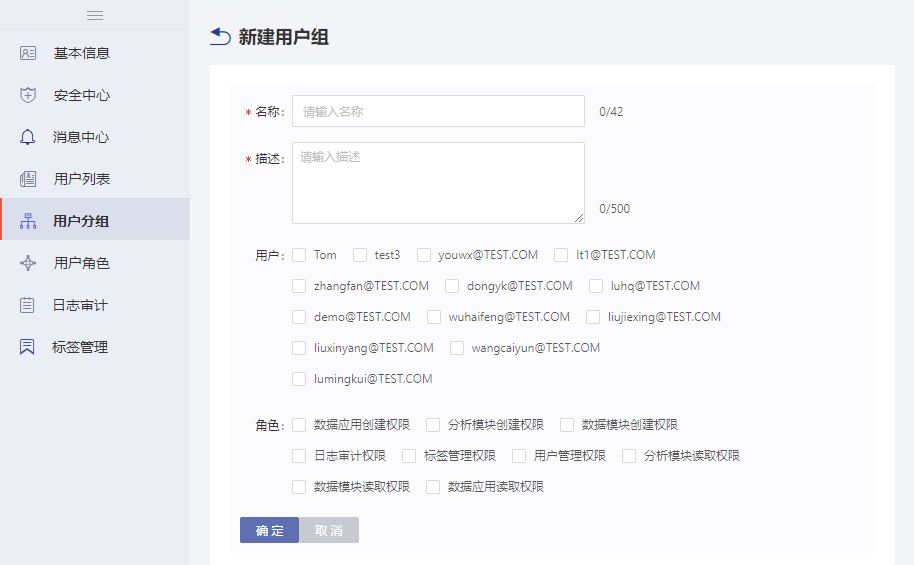 新建用户组
基本信息
安全中心
消息中心
用户列表
用户分组
用户角色
日志审计
标签管理
* 名称: 请输入名称 0/42
* 描述: 请输入描述 0/500
用户: Tom test3 youwx@TEST.COM lt1@TEST.COM
zhangfan@TEST.COM dongyk@TEST.COM luhq@TEST.COM
demo@TEST.COM wuhaifeng@TEST.COM liujiexing@TEST.COM
liuxinyang@TEST.COM wangcaiyun@TEST.COM
lumingkui@TEST.COM
角色: 数据应用创建权限 分析模块创建权限 数据模块创建权限
日志审计权限 标签管理权限 用户管理权限 分析模块读取权限
数据模块读取权限 数据应用读取权限
确定 取消